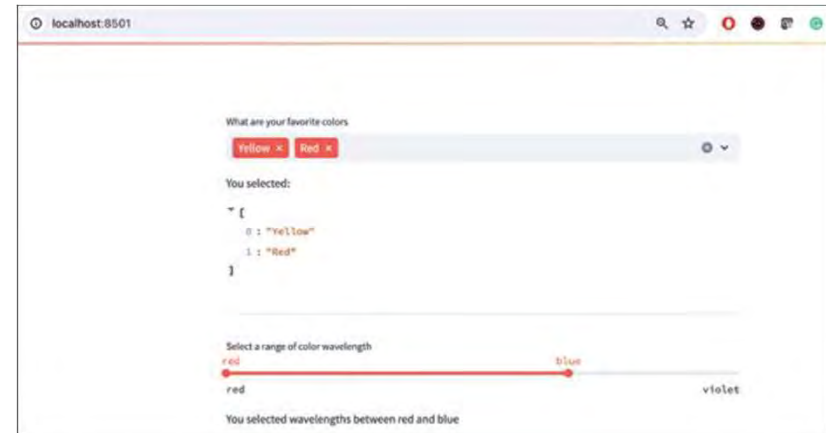 localhost:8501
What are your favorite colors
Yellow × Red ×
You selected:
[
0 : "Yellow"
1 : "Red"
]
Select a range of color wavelength
red blue
red violet
You selected wavelengths between red and blue